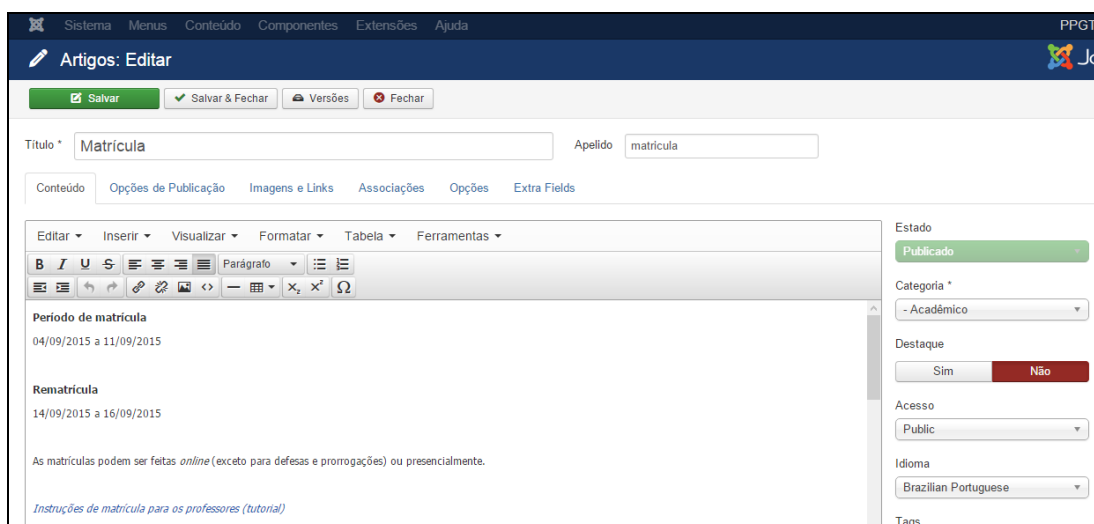 Sistema Menus Conteúdo Componentes Extensões Ajuda PPGT
Artigos: Editar Jo
Salvar Salvar & Fechar Versões Fechar
Título * Matrícula Apelido matricula
Conteúdo Opções de Publicação Imagens e Links Associações Opções Extra Fields
Editar Inserir Visualizar Formatar Tabela Ferramentas
B I U S Parágrafo
X₂ X² Ω
Período de matrícula
04/09/2015 a 11/09/2015
Rematrícula
14/09/2015 a 16/09/2015
As matrículas podem ser feitas online (exceto para defesas e prorrogações) ou presencialmente.
Instruções de matrícula para os professores (tutorial)
Estado
Publicado
Categoria *
- Acadêmico
Destaque
Sim Não
Acesso
Public
Idioma
Brazilian Portuguese
Tags